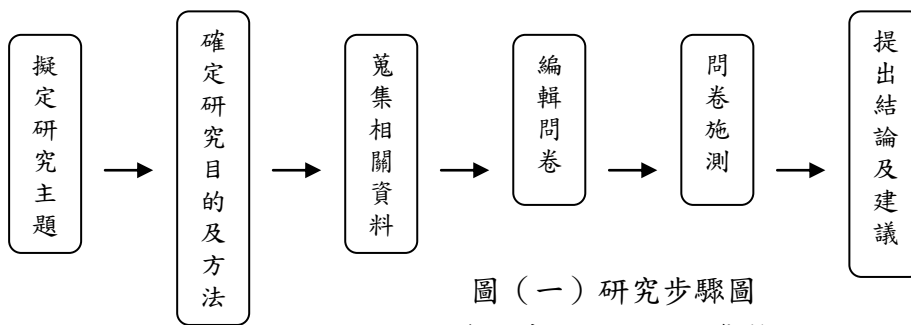 擬定研究主題
確定研究目的及方法
蒐集相關資料
編輯問卷
問卷施測
提出結論及建議
圖（一）研究步驟圖